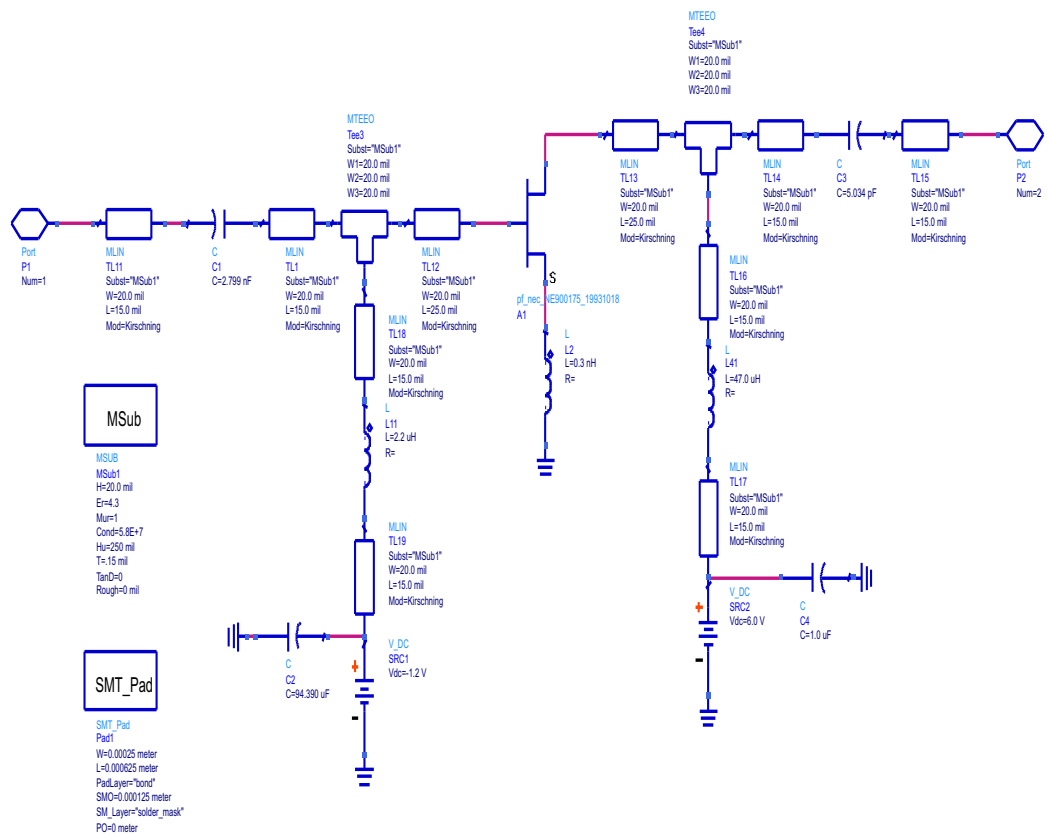 MTEEO
Tee4
Subst="MSub1"
W1=20.0 mil
W2=20.0 mil
W3=20.0 mil
MTEEO
Tee3
Subst="MSub1"
W1=20.0 mil
W2=20.0 mil
W3=20.0 mil
MLIN
TL13
Subst="MSub1"
W=20.0 mil
L=25.0 mil
Mod=Kirschning
MLIN
TL14
Subst="MSub1"
W=20.0 mil
L=15.0 mil
Mod=Kirschning
C
C3
C=5.034 pF
MLIN
TL15
Subst="MSub1"
W=20.0 mil
L=15.0 mil
Mod=Kirschning
Port
P2
Num=2
Port
P1
Num=1
MLIN
TL11
Subst="MSub1"
W=20.0 mil
L=15.0 mil
Mod=Kirschning
C
C1
C=2.799 nF
MLIN
TL1
Subst="MSub1"
W=20.0 mil
L=15.0 mil
Mod=Kirschning
MLIN
TL12
Subst="MSub1"
W=20.0 mil
L=25.0 mil
Mod=Kirschning
S
pf_nec_NE900175_19931018
A1
MLIN
TL16
Subst="MSub1"
W=20.0 mil
L=15.0 mil
Mod=Kirschning
MLIN
TL18
Subst="MSub1"
W=20.0 mil
L=15.0 mil
Mod=Kirschning
L
L2
L=0.3 nH
R=
L
L41
L=47.0 uH
R=
L
L11
L=2.2 uH
R=
MSub
MSUB
MSub1
H=20.0 mil
Er=4.3
Mur=1
Cond=5.8E+7
Hu=250 mil
T=.15 mil
TanD=0
Rough=0 mil
MLIN
TL17
Subst="MSub1"
W=20.0 mil
L=15.0 mil
Mod=Kirschning
MLIN
TL19
Subst="MSub1"
W=20.0 mil
L=15.0 mil
Mod=Kirschning
+
V_DC
SRC2
Vdc=6.0 V
-
C
C4
C=1.0 uF
C
C2
C=94.390 uF
+
V_DC
SRC1
Vdc=-1.2 V
-
SMT_Pad
SMT_Pad
Pad1
W=0.00025 meter
L=0.000625 meter
PadLayer="bond"
SMO=0.000125 meter
SM_Layer="solder_mask"
PO=0 meter